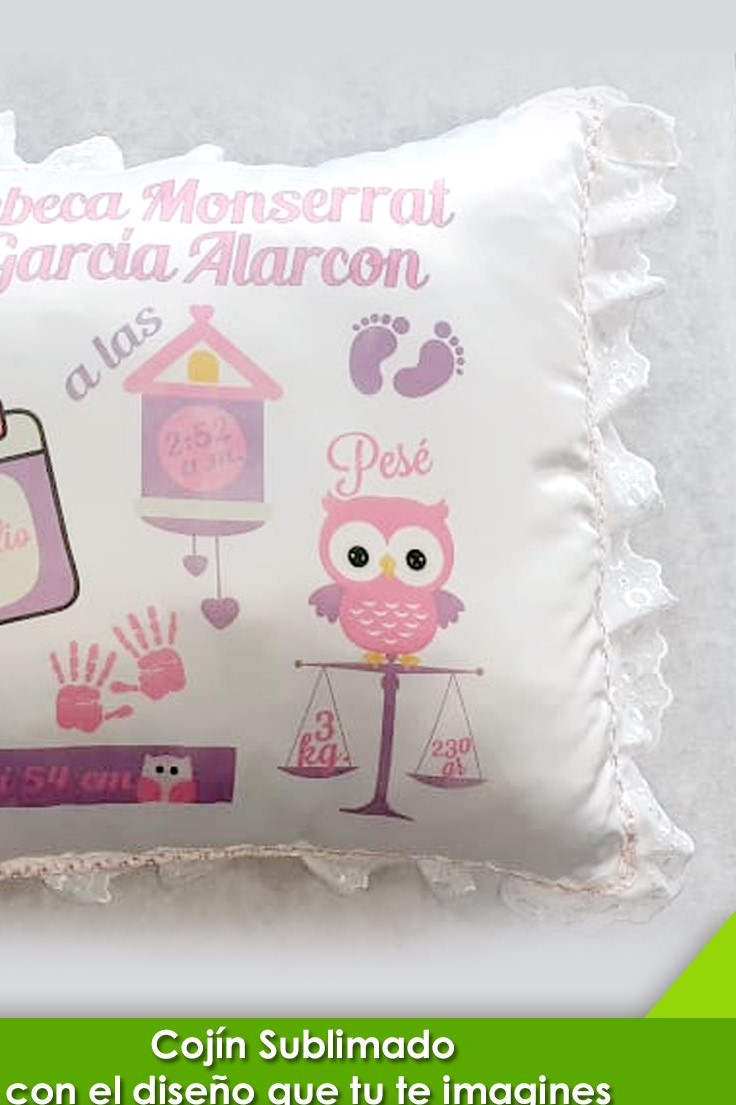 Monserrat
García Alarcon
a las
2:52
a.m.
Pesé
3
kg.
230
gr
54 cm
Cojín Sublimado
con el diseño que tu te imagines